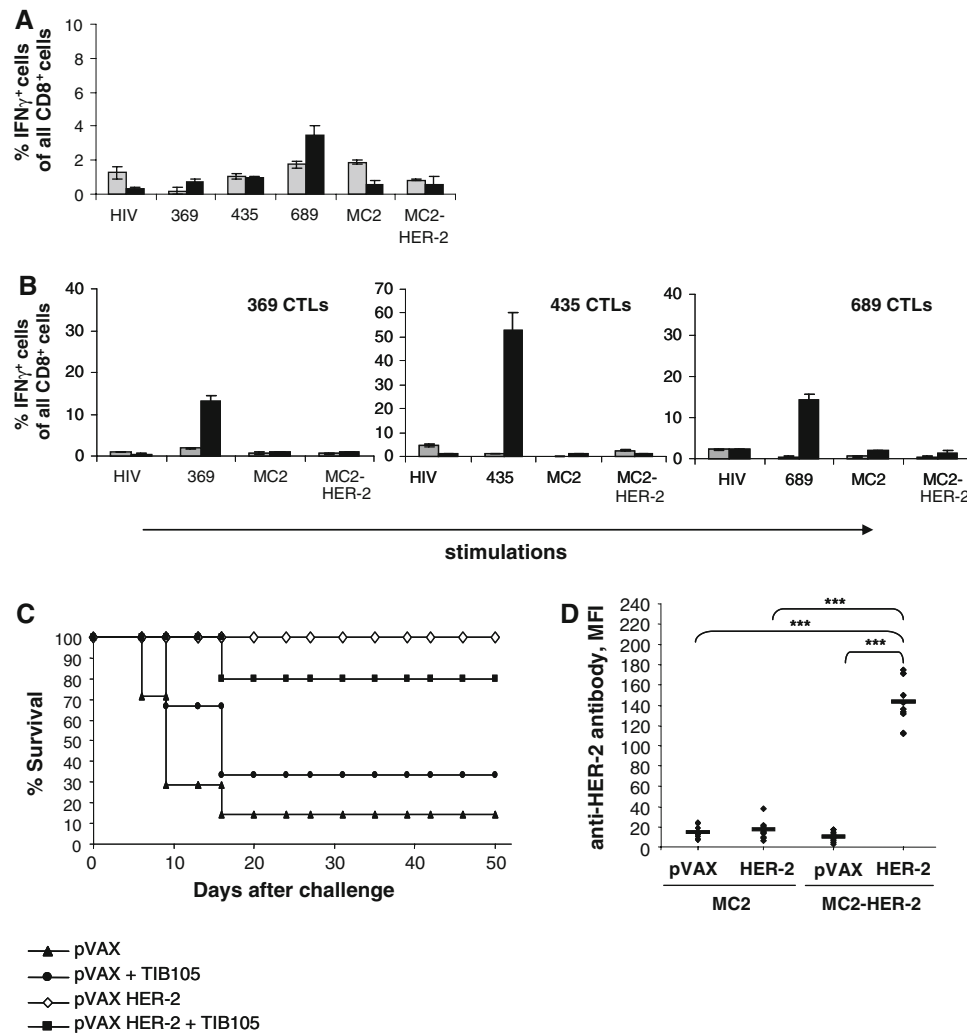 A
% IFNγ⁺ cells
of all CD8⁺ cells
10
8
6
4
2
0
HIV 369 435 689 MC2 MC2-
HER-2
B
% IFNγ⁺ cells
of all CD8⁺ cells
369 CTLs
40
30
20
10
0
HIV 369 MC2 MC2-
HER-2
435 CTLs
70
60
50
40
30
20
10
0
HIV 435 MC2 MC2-
HER-2
689 CTLs
40
30
20
10
0
HIV 689 MC2 MC2-
HER-2
stimulations
C
% Survival
100
90
80
70
60
50
40
30
20
10
0
0 10 20 30 40 50
Days after challenge
pVAX
pVAX + TIB105
pVAX HER-2
pVAX HER-2 + TIB105
D
anti-HER-2 antibody, MFI
240
220
200
180
160
140
120
100
80
60
40
20
0
***
***
***
pVAX HER-2 pVAX HER-2
MC2 MC2-HER-2